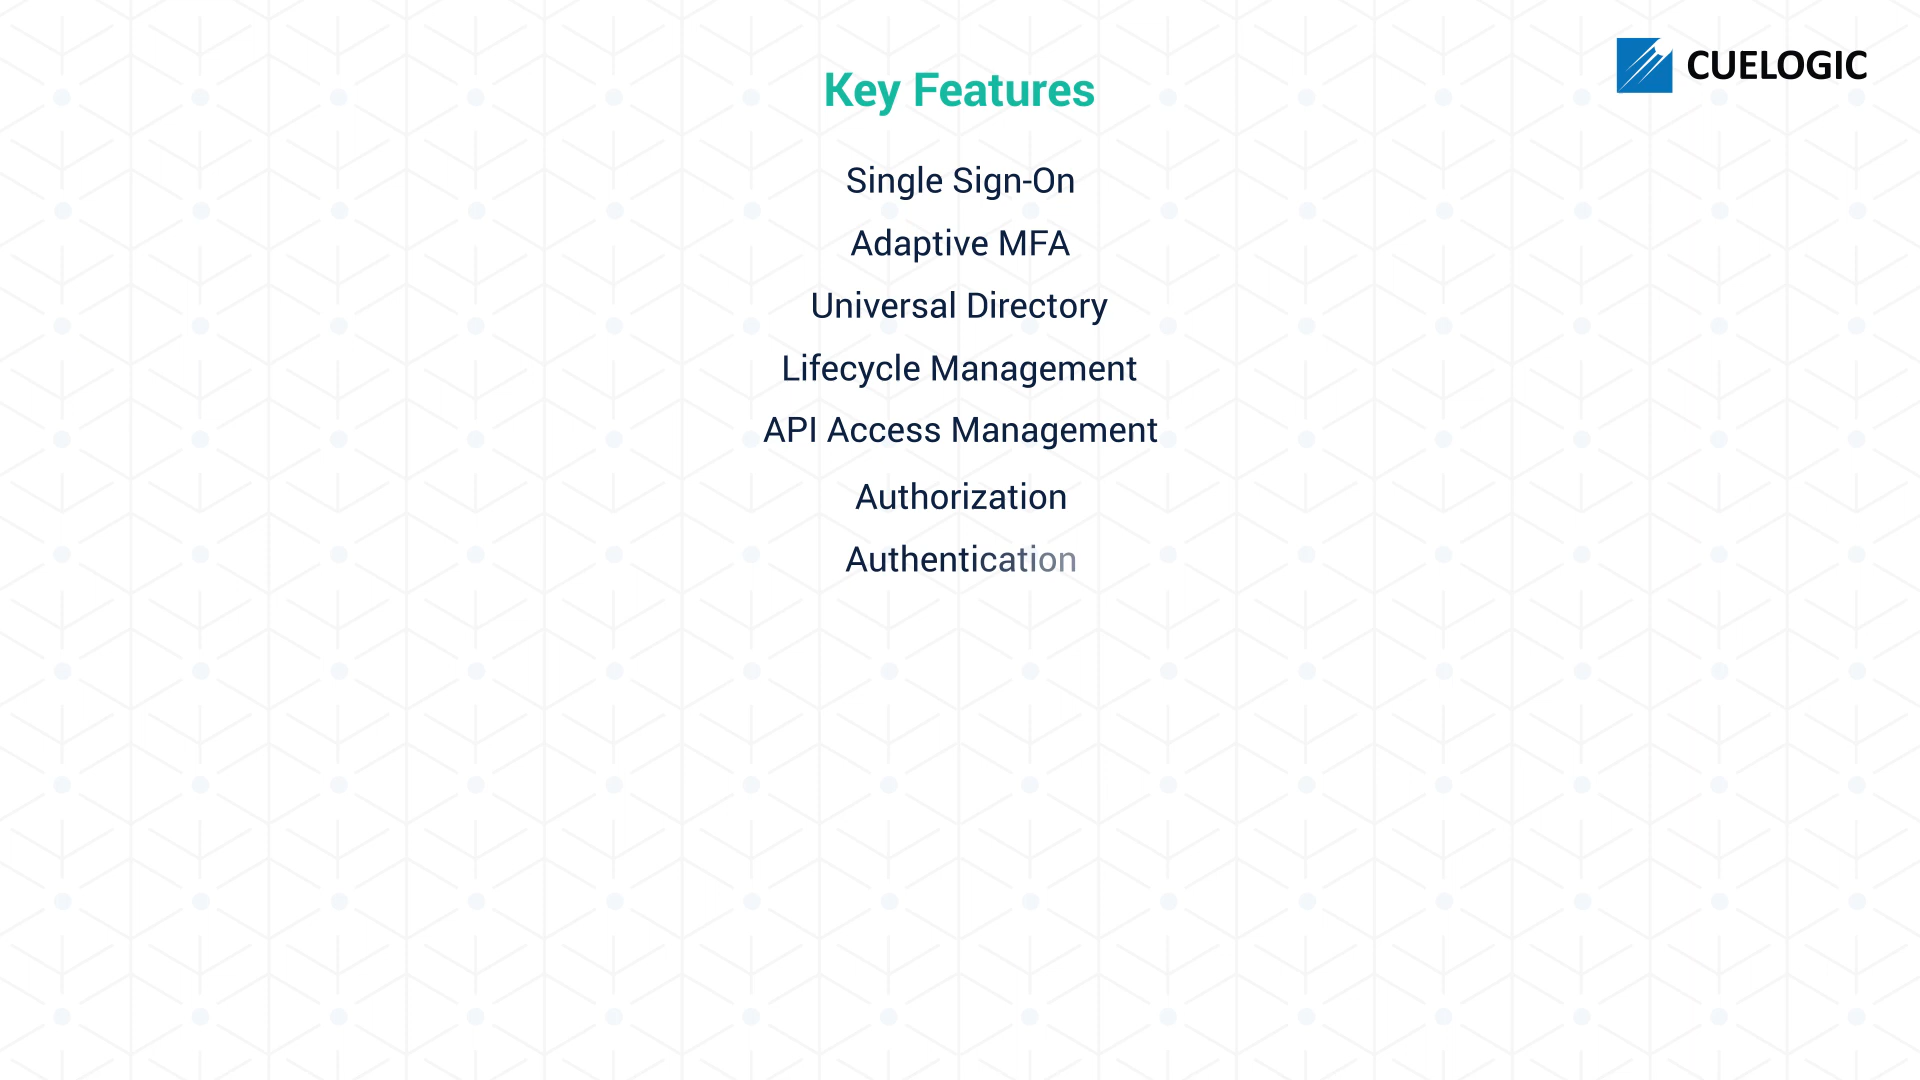 CUELOGIC
Key Features
Single Sign-On
Adaptive MFA
Universal Directory
Lifecycle Management
API Access Management
Authorization
Authentication